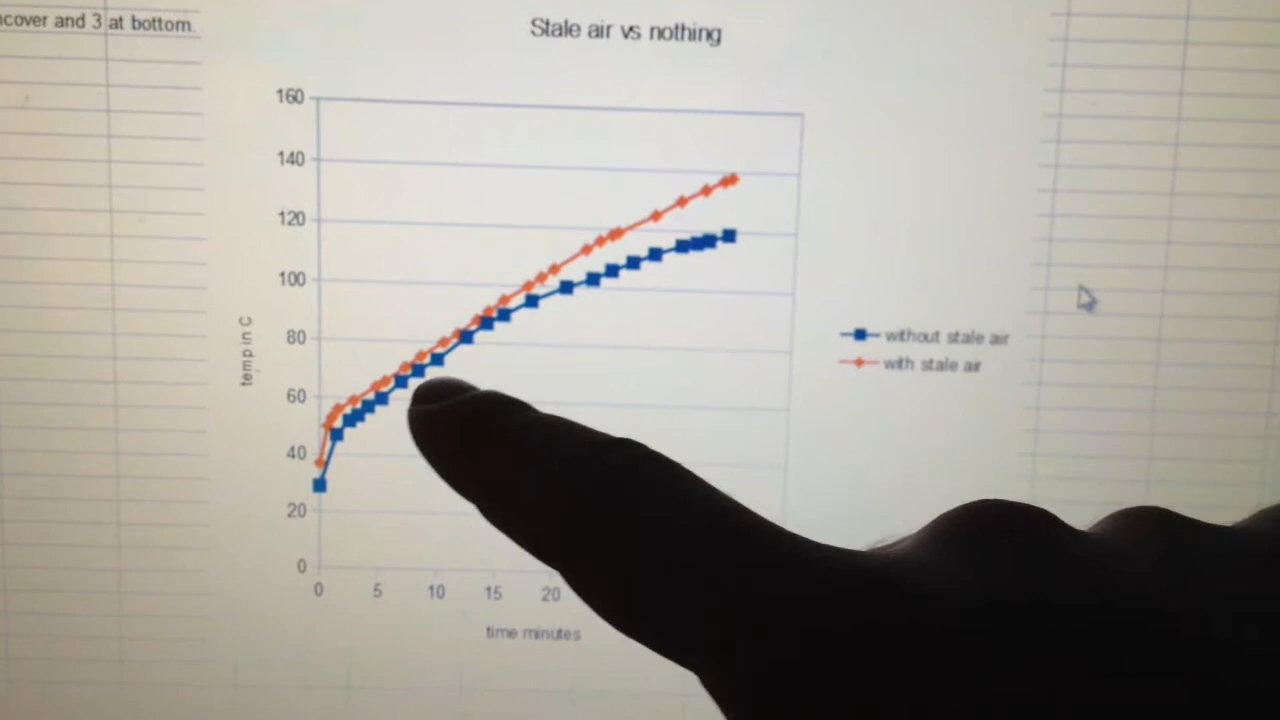 cover and 3 at bottom.
Stale air vs nothing
160
140
120
100
80
60
40
20
0
temp in C
0 5 10 15 20
time minutes
without stale air
with stale air